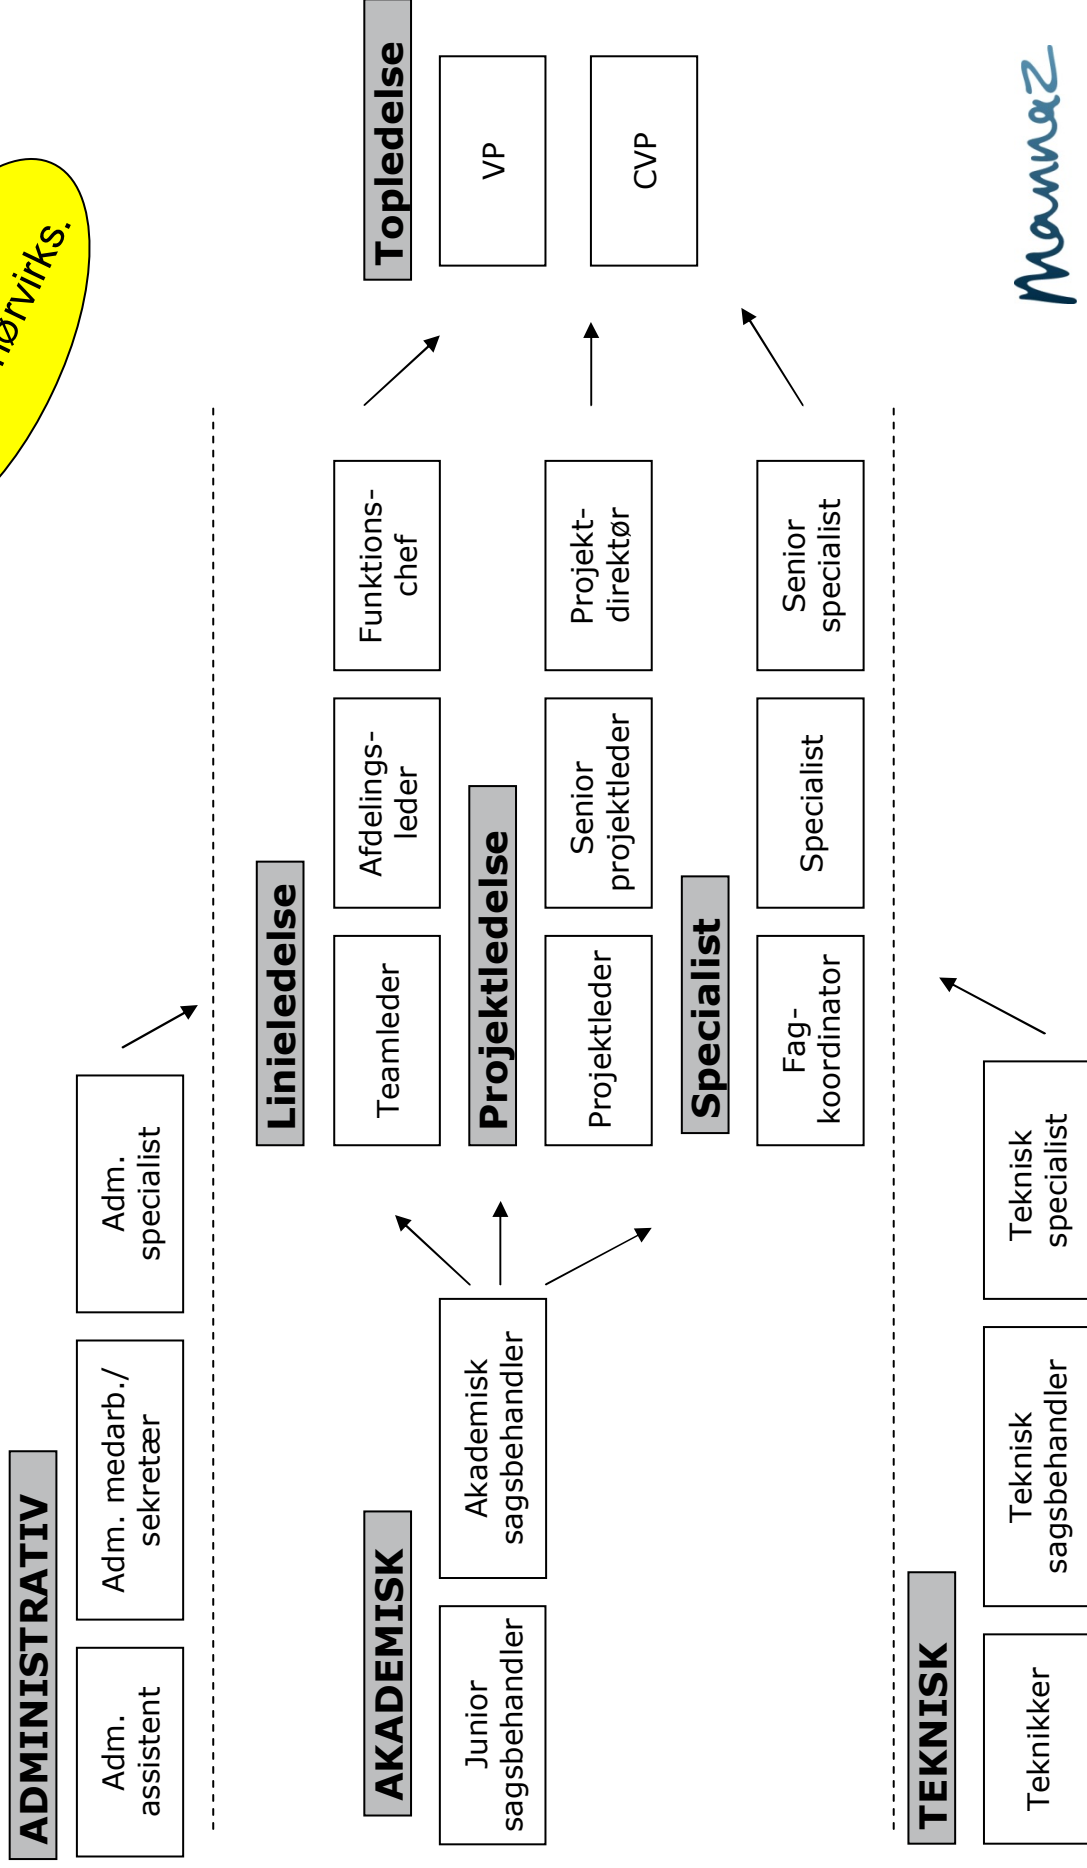 ADMINISTRATIV
Adm.
assistent
Adm. medarb./
sekretær
Adm.
specialist
AKADEMISK
Junior
sagsbehandler
Akademisk
sagsbehandler
Linieledelse
Teamleder
Afdelings-
leder
Funktions-
chef
Projektledelse
Projektleder
Senior
projektleder
Projekt-
direktør
Specialist
Fag-
koordinator
Specialist
Senior
specialist
Topledelse
VP
CVP
TEKNISK
Teknikker
Teknisk
sagsbehandler
Teknisk
specialist
Mannaz